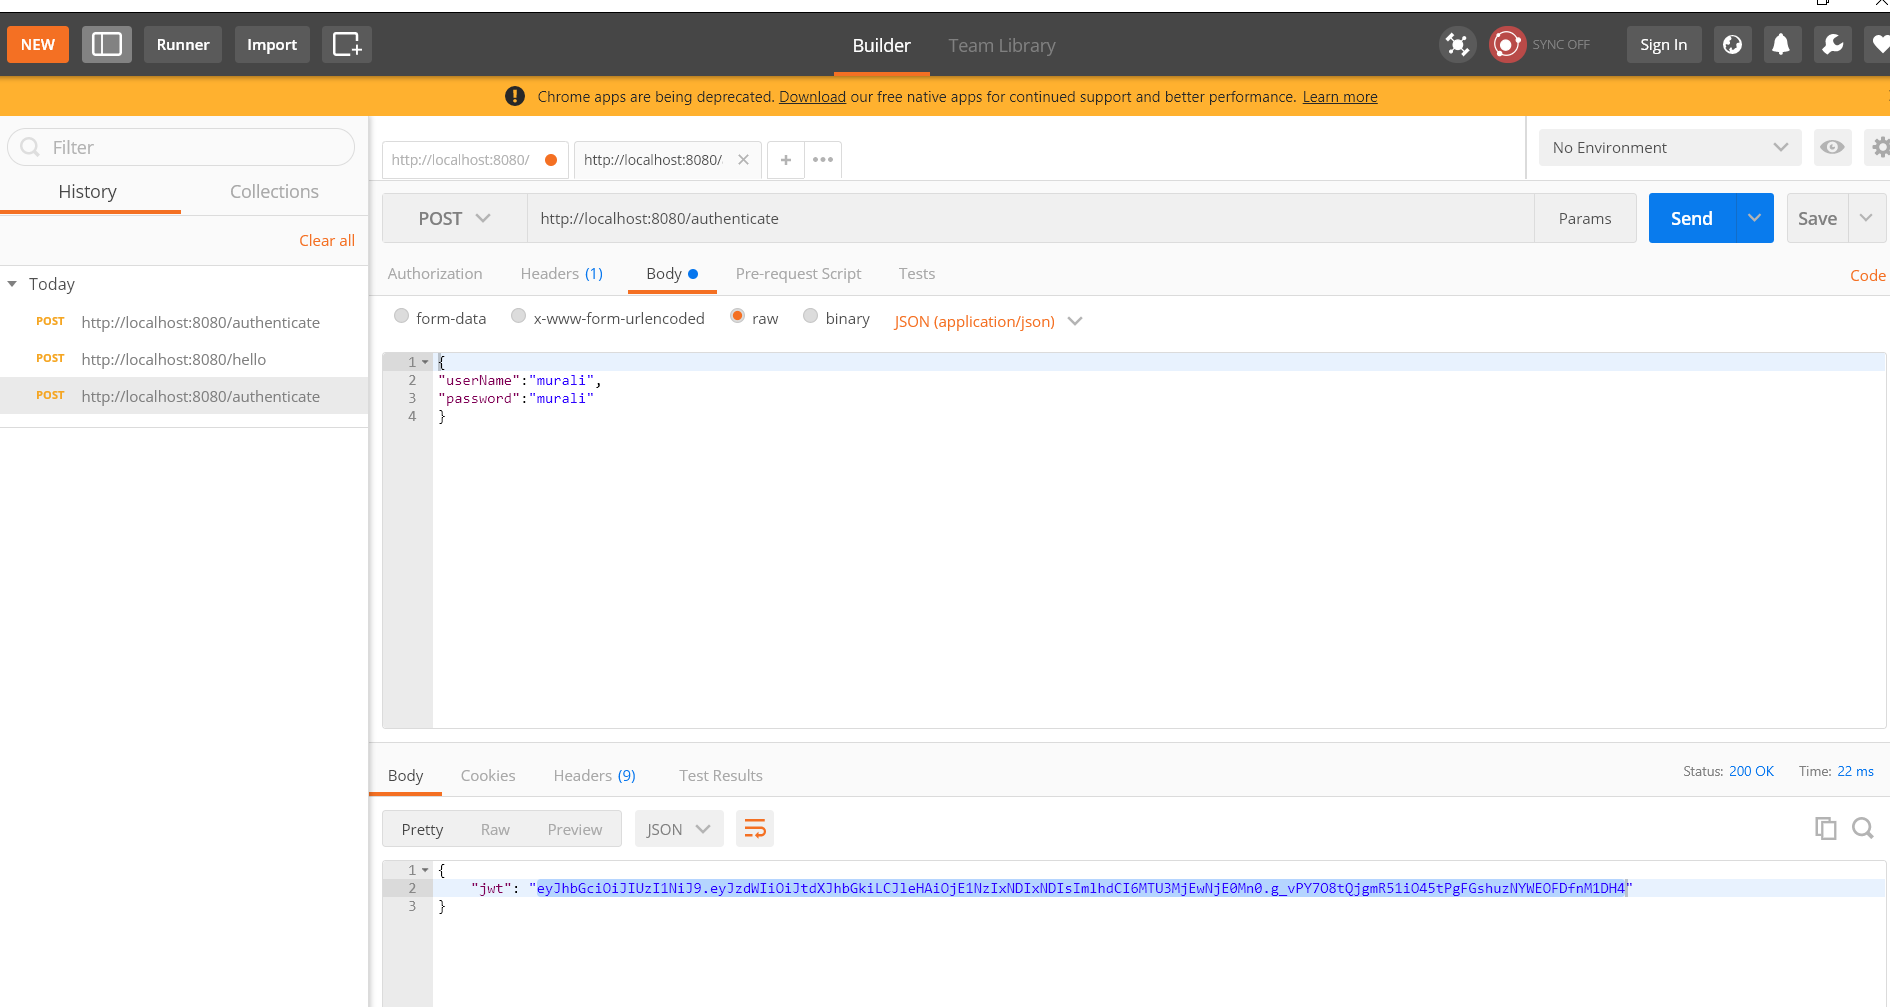 NEW Runner Import Builder Team Library SYNC OFF Sign In
Chrome apps are being deprecated. Download our free native apps for continued support and better performance. Learn more
Filter
History Collections
Clear all
Today
POST http://localhost:8080/authenticate
POST http://localhost:8080/hello
POST http://localhost:8080/authenticate
http://localhost:8080/ http://localhost:8080/ No Environment
POST http://localhost:8080/authenticate Params Send Save
Authorization Headers (1) Body Pre-request Script Tests Code
form-data x-www-form-urlencoded raw binary JSON (application/json)
1 {
2 "userName":"murali",
3 "password":"murali"
4 }
Body Cookies Headers (9) Test Results Status: 200 OK Time: 22 ms
Pretty Raw Preview JSON
1 {
2 "jwt": "eyJhbGciOiJIUzI1NiJ9.eyJzdWIiOiJtdXJhbGkiLCJleHAiOjE1NzIxNDIxNDIsImlhdCI6MTU3MjEwNjE0Mn0.g_vPY7O8tQjgmR51iO45tPgFGshuzNYWEOFDfnM1DH4"
3 }